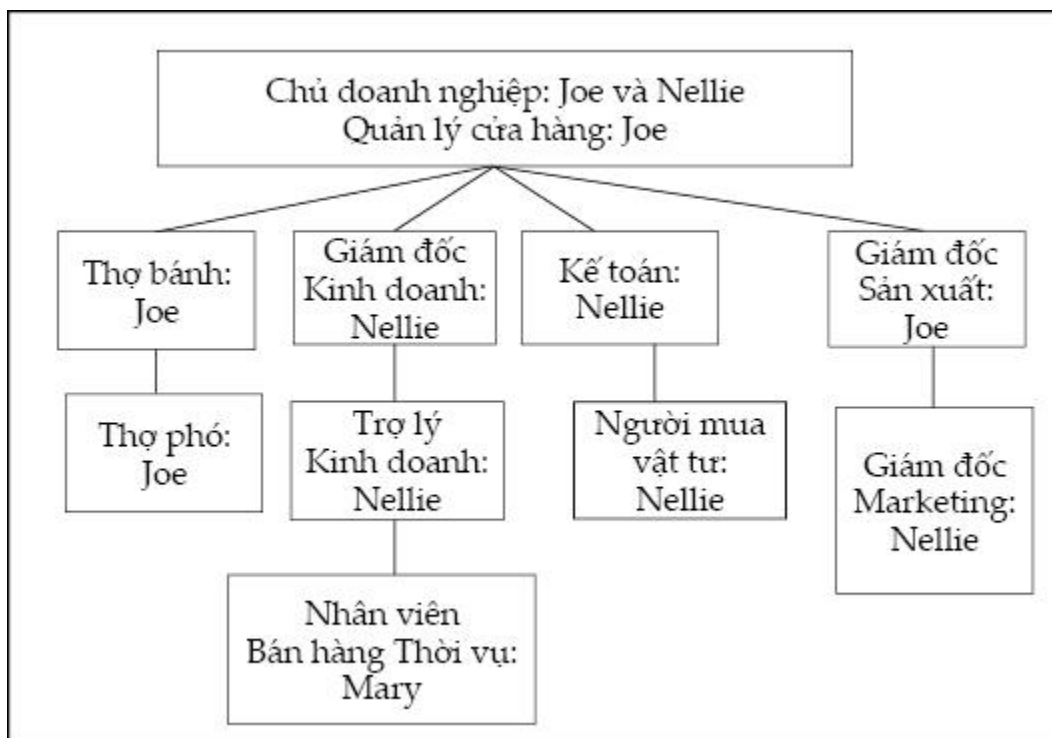 Chủ doanh nghiệp: Joe và Nellie
Quản lý cửa hàng: Joe
Thợ bánh:
Joe
Giám đốc
Kinh doanh:
Nellie
Kế toán:
Nellie
Giám đốc
Sản xuất:
Joe
Thợ phó:
Joe
Trợ lý
Kinh doanh:
Nellie
Người mua
vật tư:
Nellie
Giám đốc
Marketing:
Nellie
Nhân viên
Bán hàng Thời vụ:
Mary